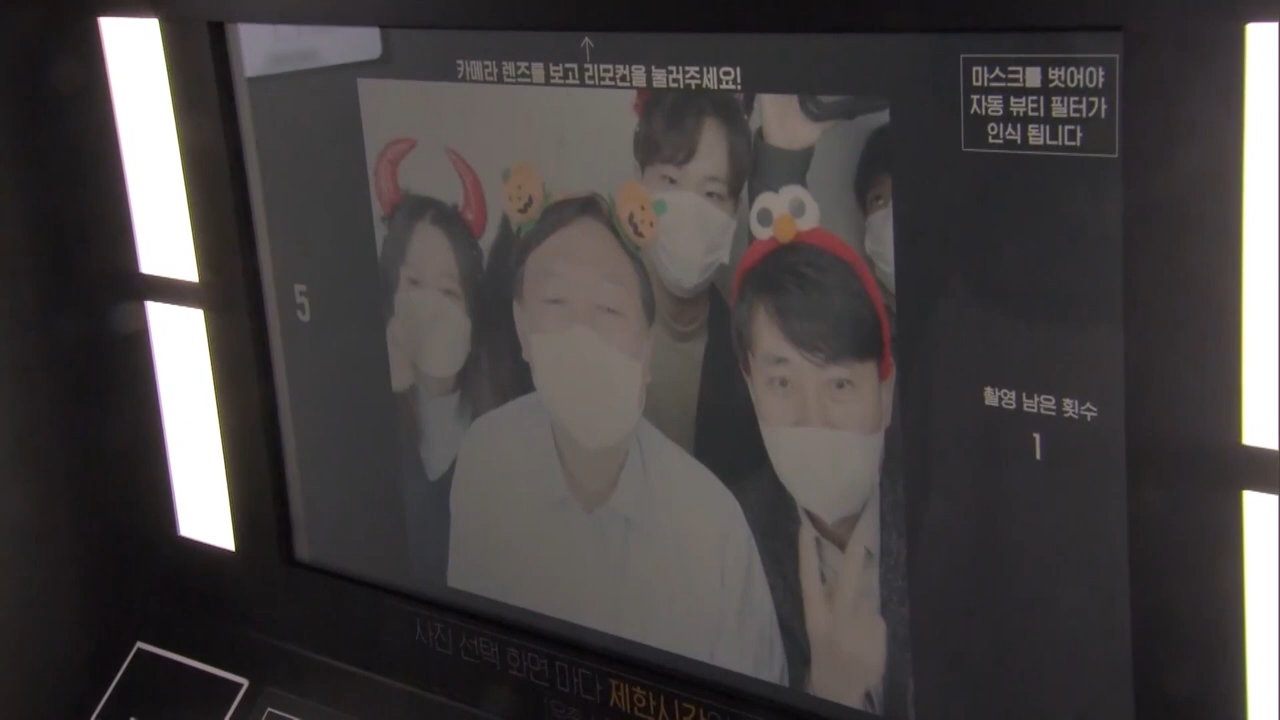 카메라 렌즈를 보고 리모컨을 눌러주세요!
마스크를 벗어야
자동 뷰티 필터가
인식 됩니다
5
촬영 남은 횟수
1
사진 선택 화면 마다 제한시간